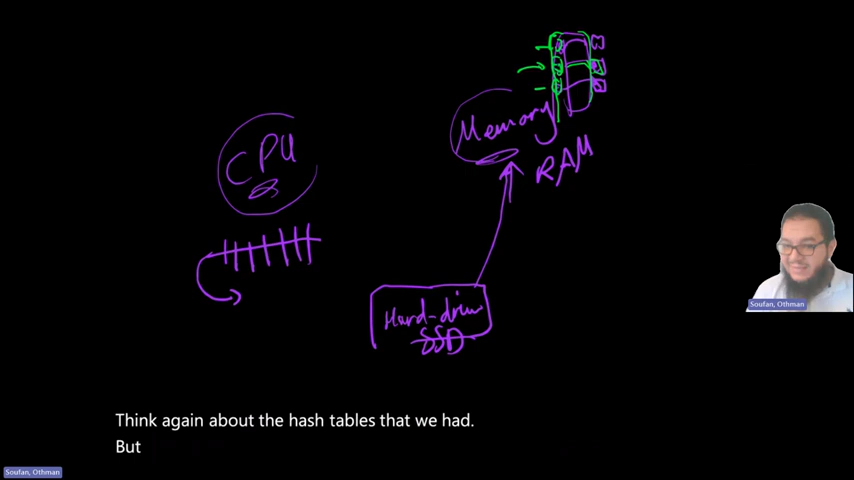 CPU
Memory
RAM
Hard-drive
SSD
Soufan, Othman
Think again about the hash tables that we had.
But
Soufan, Othman